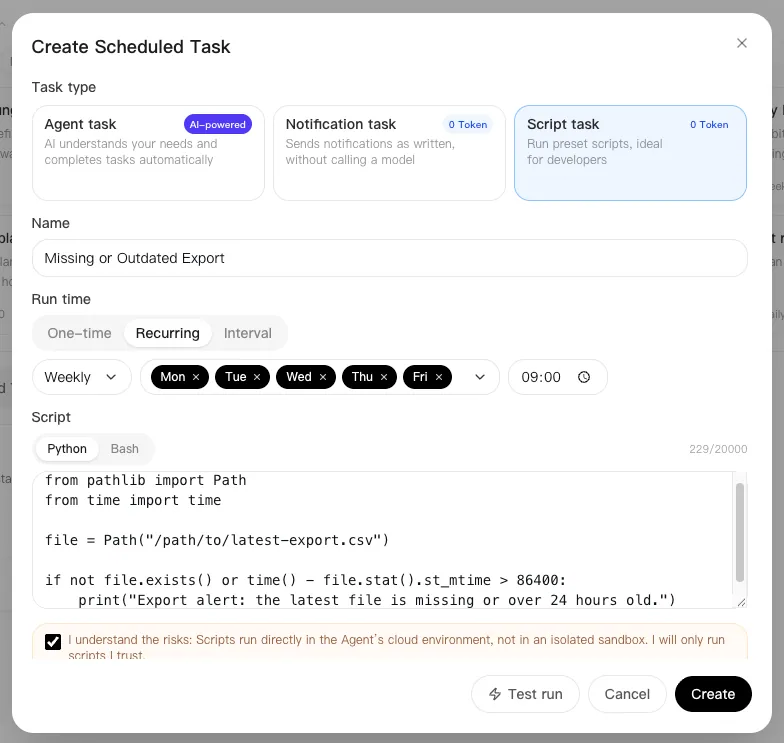 Create Scheduled Task
Task type
Agent task AI-powered
AI understands your needs and
completes tasks automatically
Notification task 0 Token
Sends notifications as written,
without calling a model
Script task 0 Token
Run preset scripts, ideal
for developers
Name
Missing or Outdated Export
Run time
One-time Recurring Interval
Weekly Mon × Tue × Wed × Thu × Fri × 09:00
Script
Python Bash 229/20000
from pathlib import Path
from time import time
file = Path("/path/to/latest-export.csv")
if not file.exists() or time() - file.stat().st_mtime > 86400:
    print("Export alert: the latest file is missing or over 24 hours old.")
I understand the risks: Scripts run directly in the Agent's cloud environment, not in an isolated sandbox. I will only run
scripts I trust.
Test run Cancel Create